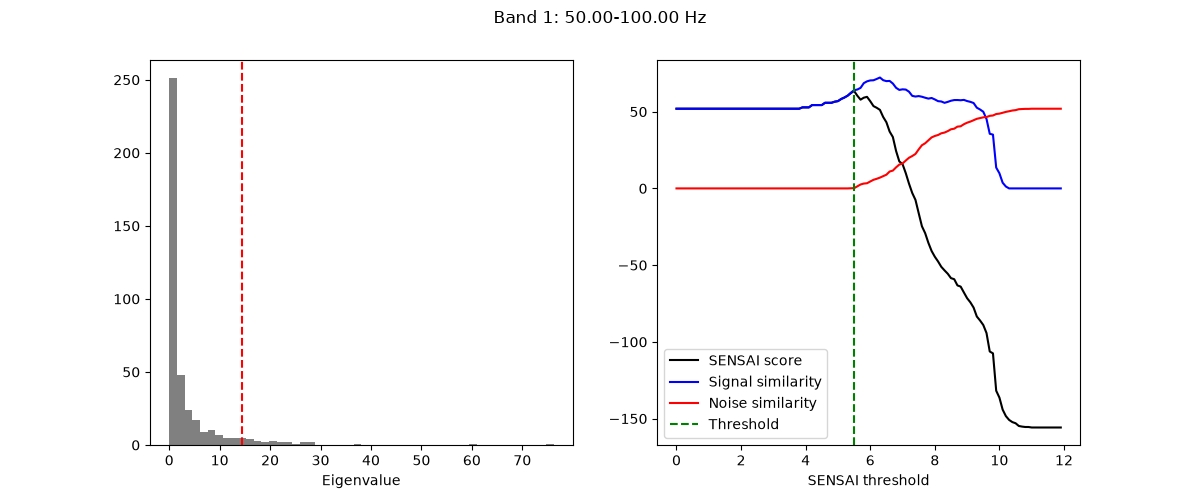 Band 1: 50.00-100.00 Hz
250
200
150
100
50
0
0 10 20 30 40 50 60 70
Eigenvalue
50
0
−50
−100
−150
0 2 4 6 8 10 12
SENSAI threshold
SENSAI score
Signal similarity
Noise similarity
Threshold